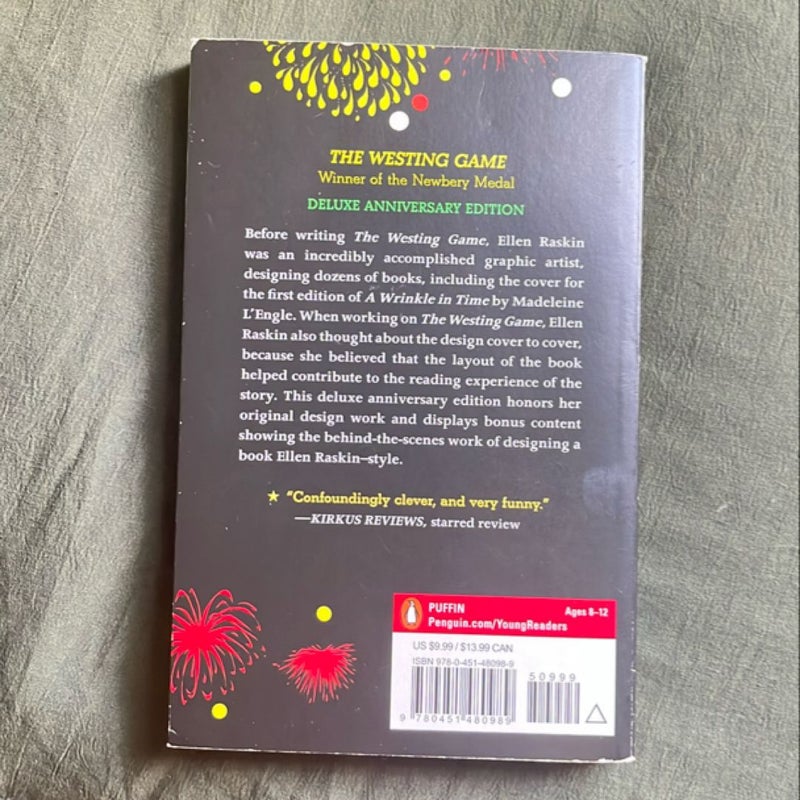 THE WESTING GAME
Winner of the Newbery Medal
DELUXE ANNIVERSARY EDITION
Before writing The Westing Game, Ellen Raskin
was an incredibly accomplished graphic artist,
designing dozens of books, including the cover for
the first edition of A Wrinkle in Time by Madeleine
L'Engle. When working on The Westing Game, Ellen
Raskin also thought about the design cover to cover,
because she believed that the layout of the book
helped contribute to the reading experience of the
story. This deluxe anniversary edition honors her
original design work and displays bonus content
showing the behind-the-scenes work of designing a
book Ellen Raskin–style.
★ "Confoundingly clever, and very funny."
—KIRKUS REVIEWS, starred review
PUFFIN
Ages 8–12
Penguin.com/YoungReaders
US $9.99 / $13.99 CAN
ISBN 978-0-451-48098-9
50999
9 780451 480989